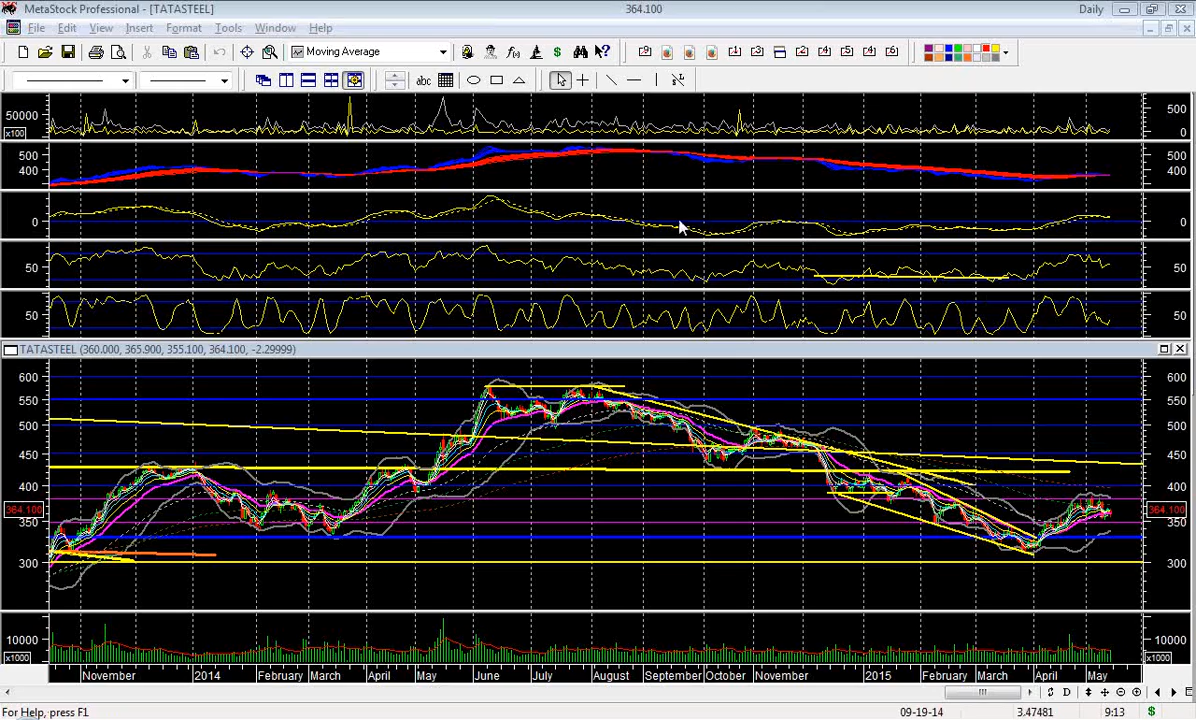 MetaStock Professional - [TATASTEEL] 364.100 Daily
File Edit View Insert Format Tools Window Help
Moving Average
abc
50000 500
x100 0
500 500
400 400
0 0
50 50
50 50
TATASTEEL (360.000, 365.900, 355.100, 364.100, -2.29999)
600 600
550 550
500 500
450 450
400 400
364.100 364.100
350 350
300 300
10000 10000
x1000 x1000
November 2014 February March April May June July August September October November 2015 February March April May
D
For Help, press F1 09-19-14 3.47481 9:13 $